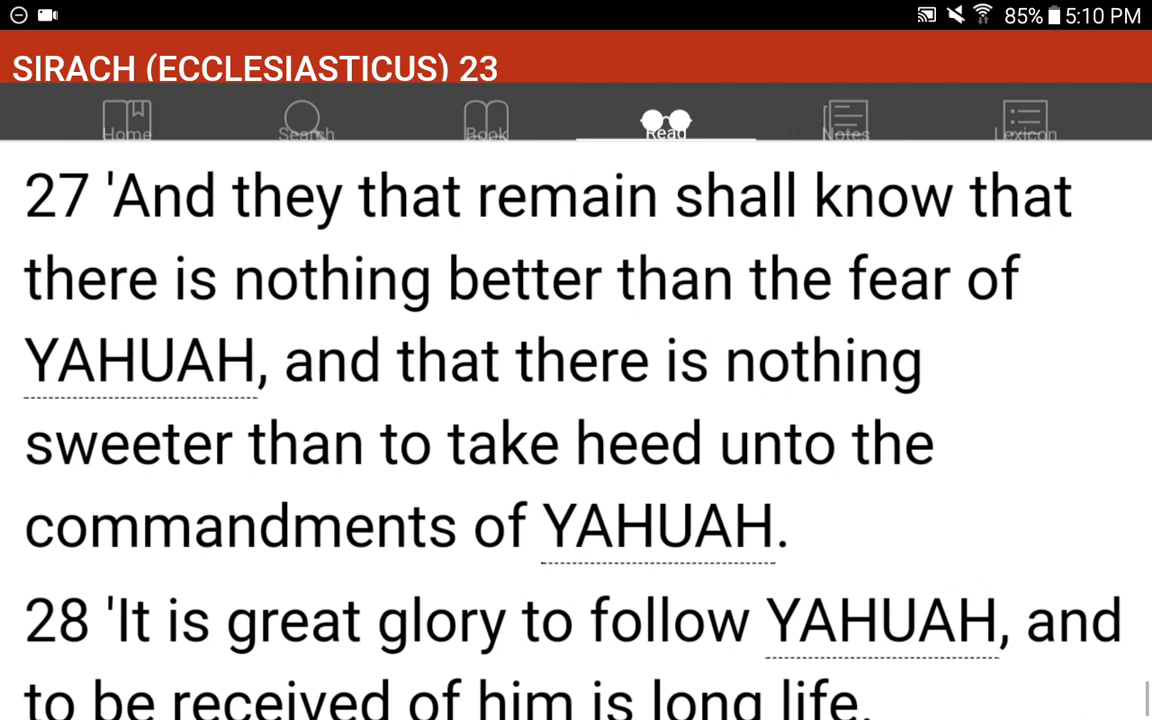 85% 5:10 PM
SIRACH (ECCLESIASTICUS) 23
Home Search Book Read Notes Lexicon
27 'And they that remain shall know that
there is nothing better than the fear of
YAHUAH, and that there is nothing
sweeter than to take heed unto the
commandments of YAHUAH.
28 'It is great glory to follow YAHUAH, and
to be received of him is long life.